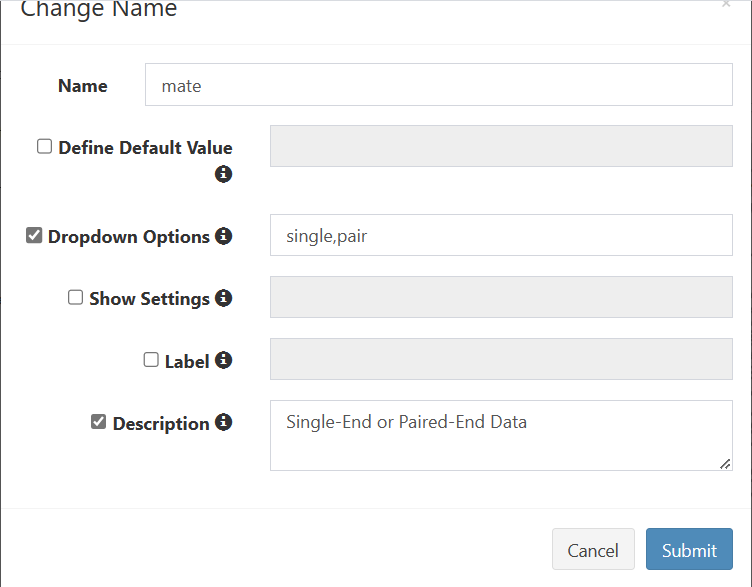 Change Name
×
Name
mate
Define Default Value
Dropdown Options
single,pair
Show Settings
Label
Description
Single-End or Paired-End Data
Cancel
Submit